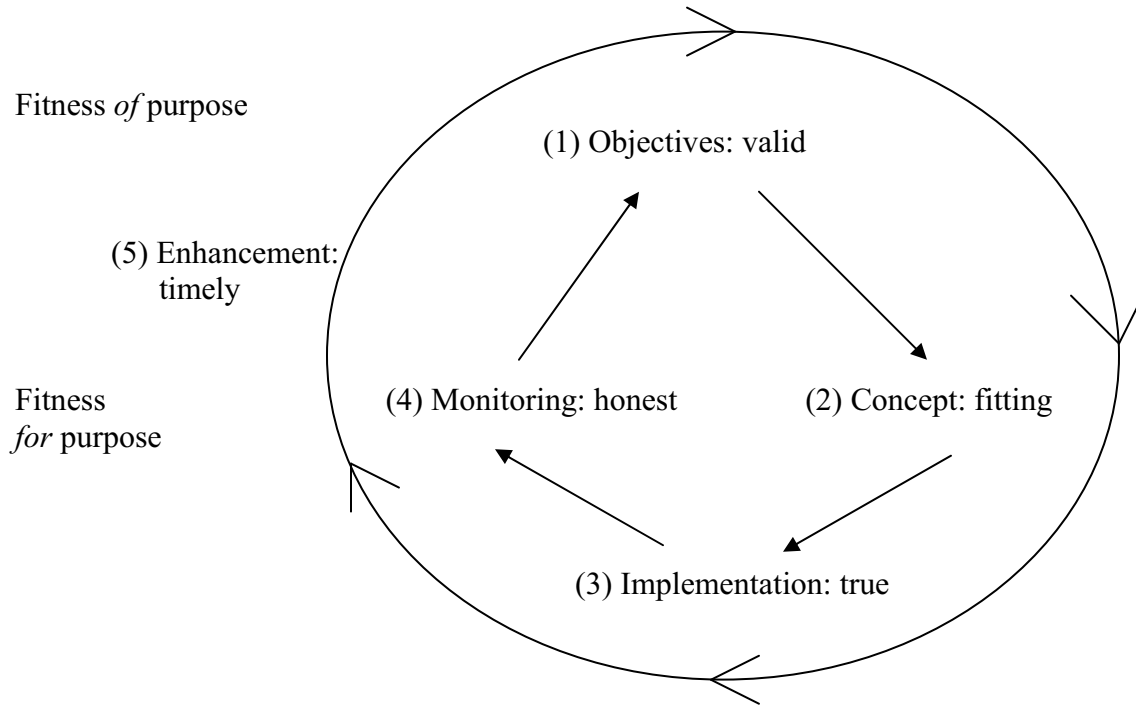 Fitness of purpose
(1) Objectives: valid
(5) Enhancement:
timely
Fitness
for purpose
(4) Monitoring: honest
(2) Concept: fitting
(3) Implementation: true